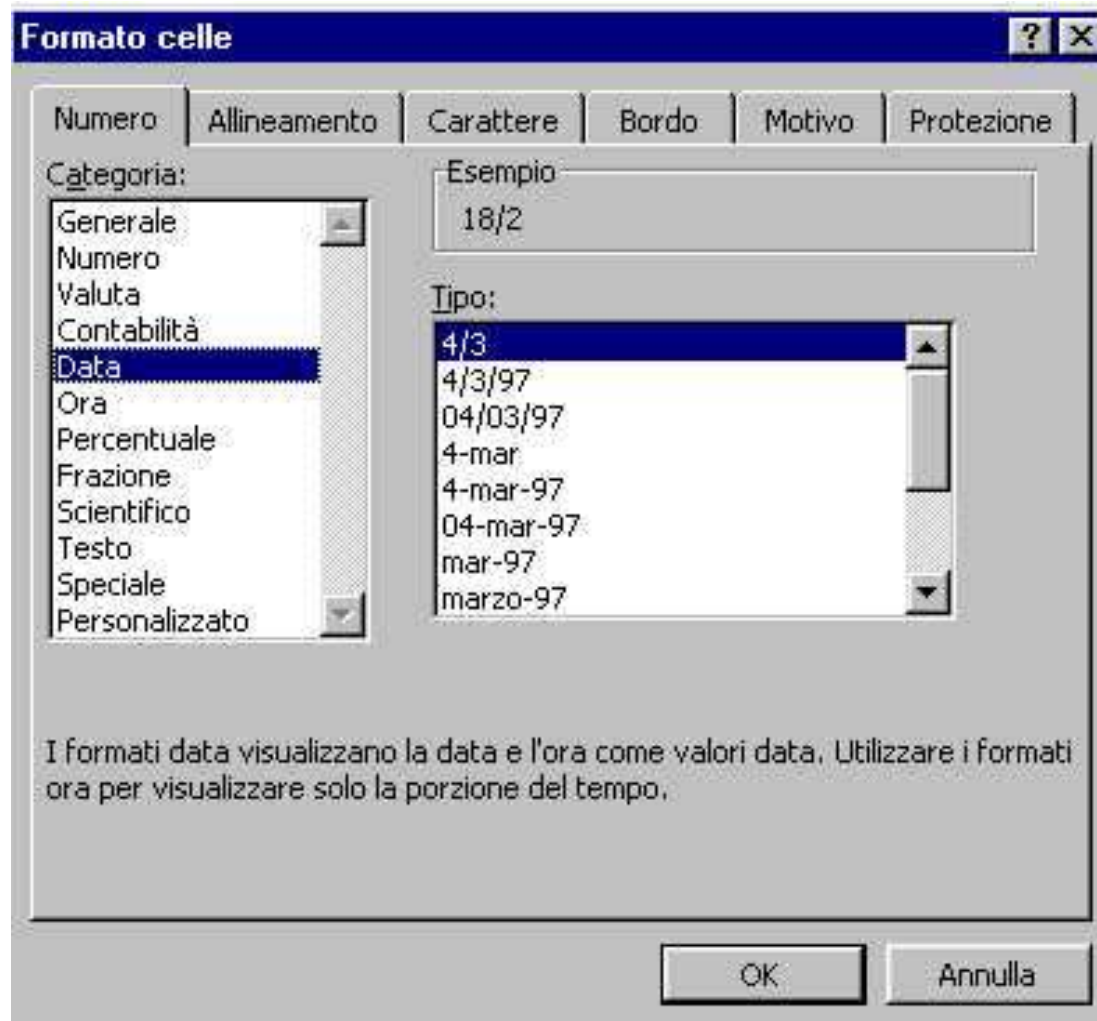 Formato celle
Numero Allineamento Carattere Bordo Motivo Protezione
Categoria:
Generale
Numero
Valuta
Contabilità
Data
Ora
Percentuale
Frazione
Scientifico
Testo
Speciale
Personalizzato
Esempio
18/2
Tipo:
4/3
4/3/97
04/03/97
4-mar
4-mar-97
04-mar-97
mar-97
marzo-97
I formati data visualizzano la data e l'ora come valori data. Utilizzare i formati
ora per visualizzare solo la porzione del tempo.
OK Annulla